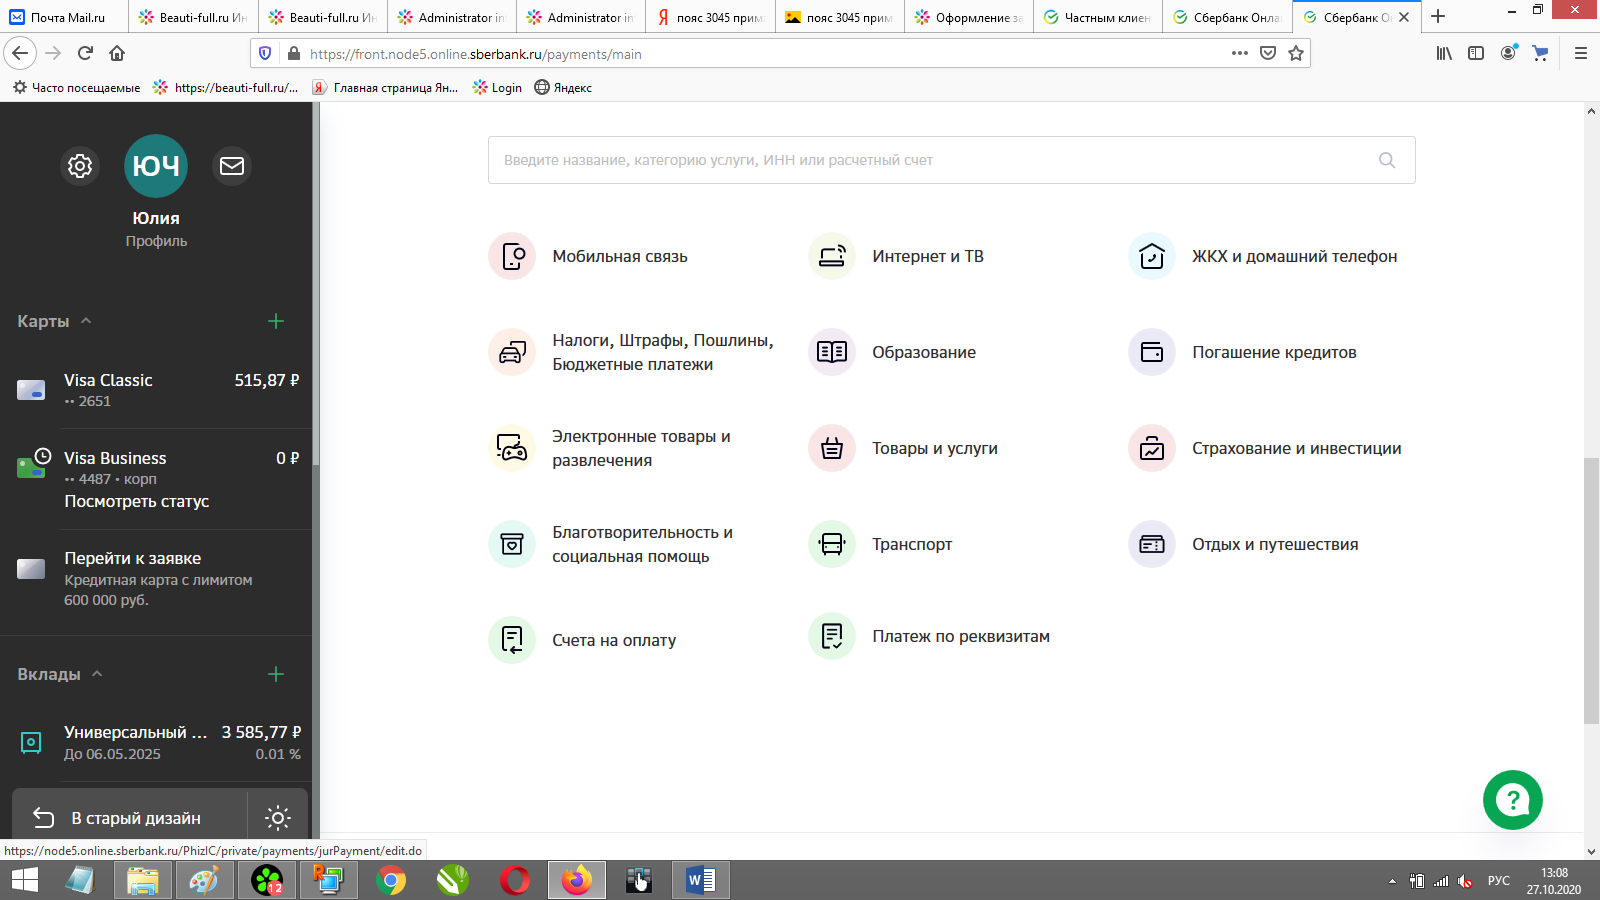 Почта Mail.ru
Beauti-full.ru Ин
Beauti-full.ru Ин
Administrator in
Administrator in
пояс 3045 прим
пояс 3045 прим
Оформление за
Частным клиен
Сбербанк Онла
Сбербанк О
https://front.node5.online.sberbank.ru/payments/main
Часто посещаемые
https://beauti-full.ru/...
Главная страница Ян...
Login
Яндекс
ЮЧ
Юлия
Профиль
Карты
Visa Classic 515,87 ₽
•• 2651
Visa Business 0 ₽
•• 4487 • корп
Посмотреть статус
Перейти к заявке
Кредитная карта с лимитом
600 000 руб.
Вклады
Универсальный ... 3 585,77 ₽
До 06.05.2025 0.01 %
В старый дизайн
Введите название, категорию услуги, ИНН или расчетный счет
Мобильная связь
Интернет и ТВ
ЖКХ и домашний телефон
Налоги, Штрафы, Пошлины,
Бюджетные платежи
Образование
Погашение кредитов
Электронные товары и
развлечения
Товары и услуги
Страхование и инвестиции
Благотворительность и
социальная помощь
Транспорт
Отдых и путешествия
Счета на оплату
Платеж по реквизитам
https://node5.online.sberbank.ru/PhizIC/private/payments/jurPayment/edit.do
12
РУС
13:08
27.10.2020